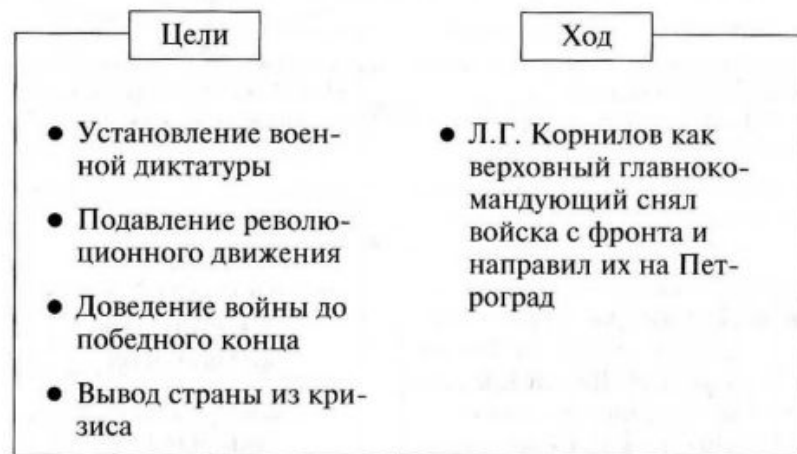 Цели
● Установление воен-
ной диктатуры
● Подавление револю-
ционного движения
● Доведение войны до
победного конца
● Вывод страны из кри-
зиса
Ход
● Л.Г. Корнилов как
верховный главноко-
мандующий снял
войска с фронта и
направил их на Пет-
роград